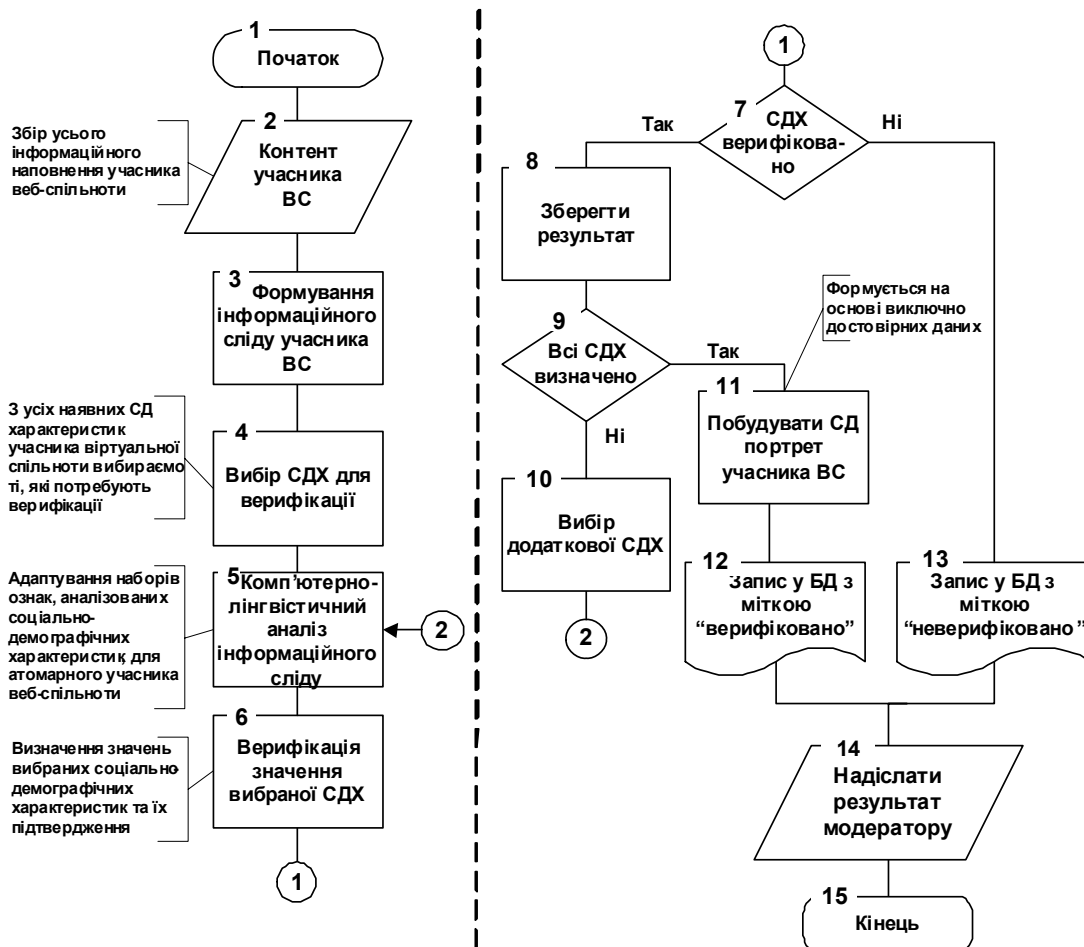 1
Початок
2
Контент
учасника
ВС
Збір усього
інформаційного
наповнення учасника
веб-спільноти
3
Формування
інформаційного
сліду учасника
ВС
З усіх наявних СД
характеристик
учасника віртуальної
спільноти вибираємо
ті, які потребують
верифікації
4
Вибір СДХ для
верифікації
Адаптування наборів
ознак, аналізованих
соціально-
демографічних
характеристик, для
атомарного учасника
веб-спільноти
5
Комп’ютерно-
лінгвістичний
аналіз
інформаційного
сліду
2
6
Верифікація
значення
вибраної СДХ
Визначення значень
вибраних соціально-
демографічних
характеристик та їх
підтвердження
1
1
7
СДХ
верифікова-
но
Так
Ні
8
Зберегти
результат
9
Всі СДХ
визначено
Так
Ні
Формується на
основі виключно
достовірних даних
10
Вибір
додаткової СДХ
2
11
Побудувати СД
портрет
учасника ВС
12
Запис у БД з
міткою
“верифіковано”
13
Запис у БД з
міткою
“неверифіковано”
14
Надіслати
результат
модератору
15
Кінець